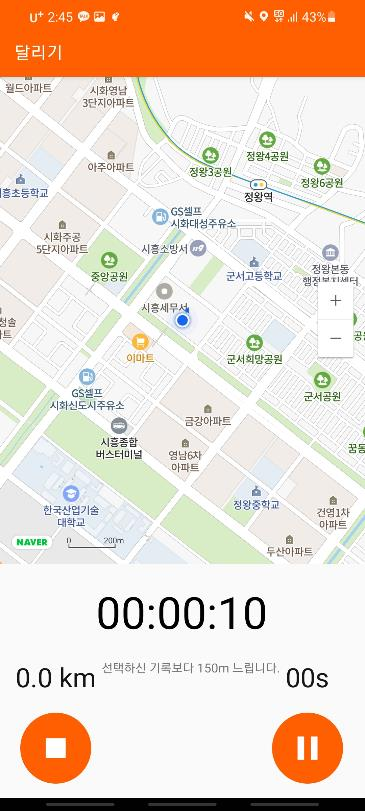 U+ 2:45 5G 43%
달리기
월드아파트
시화영남
3단지아파트
아주아파트
정왕4공원
정왕3공원
정왕6공원
흥초등학교
정왕역
GS셀프
시화대성주유소
시화주공
5단지아파트
시흥소방서
중앙공원
군서고등학교
정왕본동
행정복지센터
시흥세무서
+
청솔
아파트
이마트
−
군서희망공원
GS셀프
시화신도시주유소
군서공원
금강아파트
시흥종합
버스터미널
영남6차
아파트
꿈동
한국산업기술
대학교
정왕중학교
건영1차
아파트
NAVER
0 200m
두산아파트
00:00:10
선택하신 기록보다 150m 느립니다.
0.0 km 00s